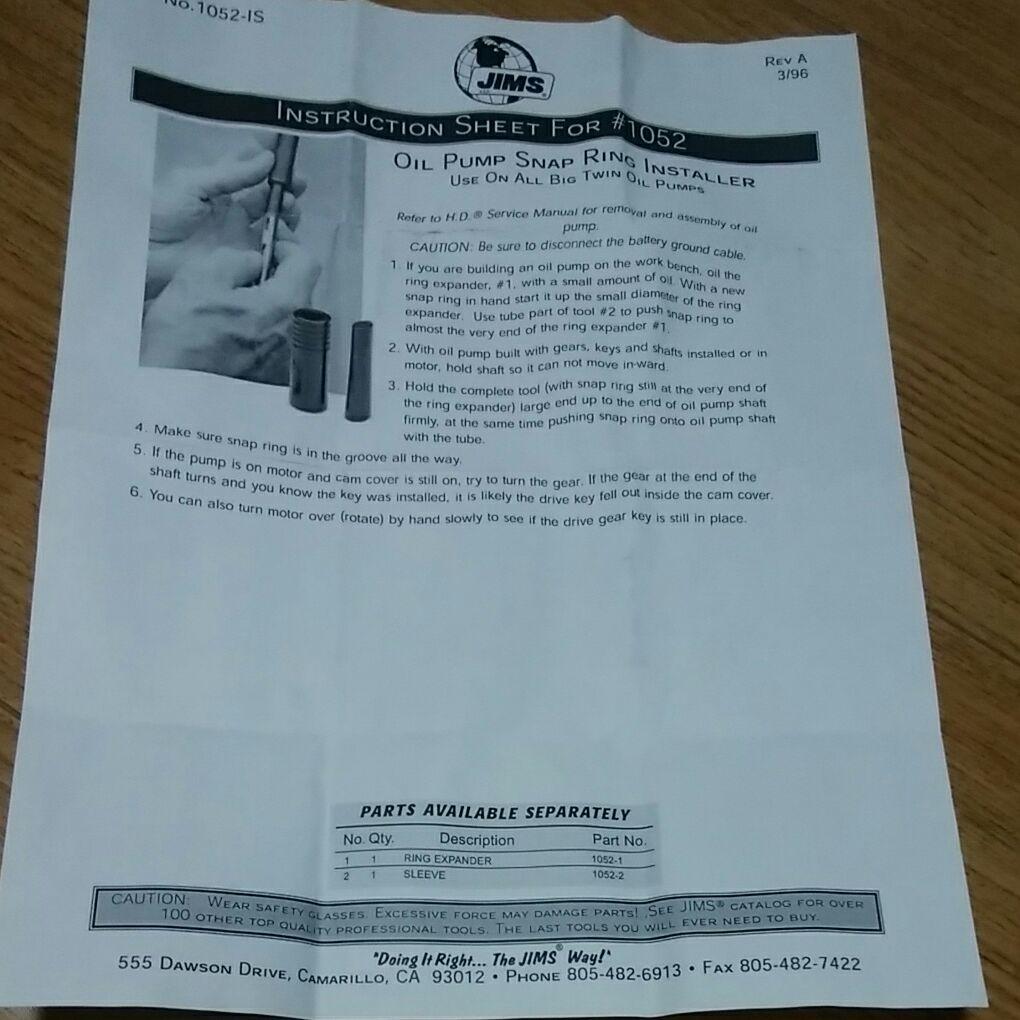 No.1052-IS
JIMS
®
REV A
3/96
INSTRUCTION SHEET FOR #1052
OIL PUMP SNAP RING INSTALLER
USE ON ALL BIG TWIN OIL PUMPS
Refer to H.D.® Service Manual for removal and assembly of oil
pump.
CAUTION: Be sure to disconnect the battery ground cable.
1. If you are building an oil pump on the work bench, oil the
ring expander, #1, with a small amount of oil. With a new
snap ring in hand start it up the small diameter of the ring
expander. Use tube part of tool #2 to push snap ring to
almost the very end of the ring expander #1.
2. With oil pump built with gears, keys and shafts installed or in
motor, hold shaft so it can not move in-ward.
3. Hold the complete tool (with snap ring still at the very end of
the ring expander) large end up to the end of oil pump shaft
firmly, at the same time pushing snap ring onto oil pump shaft
with the tube.
4. Make sure snap ring is in the groove all the way.
5. If the pump is on motor and cam cover is still on, try to turn the gear. If the gear at the end of the
shaft turns and you know the key was installed, it is likely the drive key fell out inside the cam cover.
6. You can also turn motor over (rotate) by hand slowly to see if the drive gear key is still in place.
PARTS AVAILABLE SEPARATELY
No. Qty. Description Part No.
1 1 RING EXPANDER 1052-1
2 1 SLEEVE 1052-2
CAUTION: WEAR SAFETY GLASSES. EXCESSIVE FORCE MAY DAMAGE PARTS! SEE JIMS® CATALOG FOR OVER
100 OTHER TOP QUALITY PROFESSIONAL TOOLS. THE LAST TOOLS YOU WILL EVER NEED TO BUY.
"Doing It Right... The JIMS® Way!"
555 DAWSON DRIVE, CAMARILLO, CA 93012 • PHONE 805-482-6913 • FAX 805-482-7422